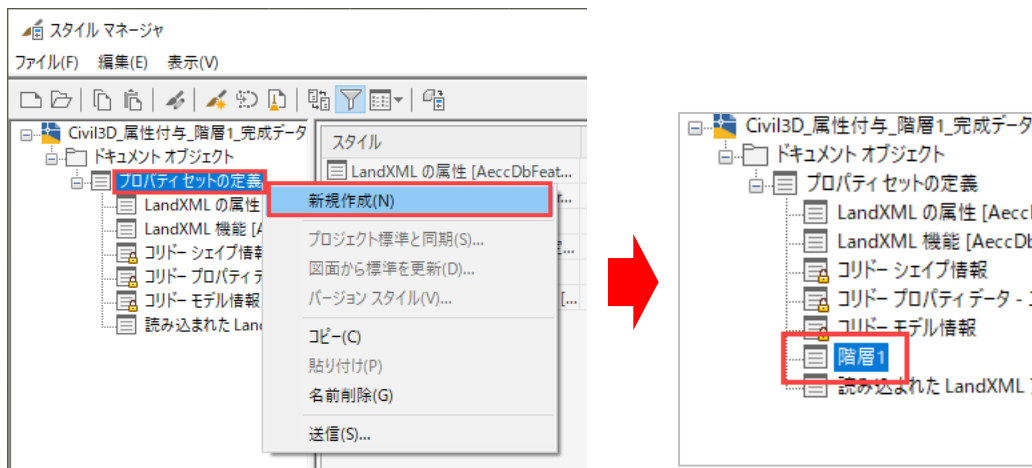 スタイル マネージャ
ファイル(F) 編集(E) 表示(V)
Civil3D_属性付与_階層1_完成データ
ドキュメント オブジェクト
プロパティ セットの定義
LandXML の属性
LandXML 機能
コリドー シェイプ情報
コリドー プロパティ
コリドー モデル情報
読み込まれた
スタイル
LandXML の属性 [AeccDbFeat...
新規作成(N)
プロジェクト標準と同期(S)...
図面から標準を更新(D)...
バージョン スタイル(V)...
コピー(C)
貼り付け(P)
名前削除(G)
送信(S)...
Civil3D_属性付与_階層1_完成データ
ドキュメント オブジェクト
プロパティ セットの定義
LandXML の属性
LandXML 機能
コリドー シェイプ情報
コリドー プロパティ データ -
コリドー モデル情報
階層1
読み込まれた LandXML